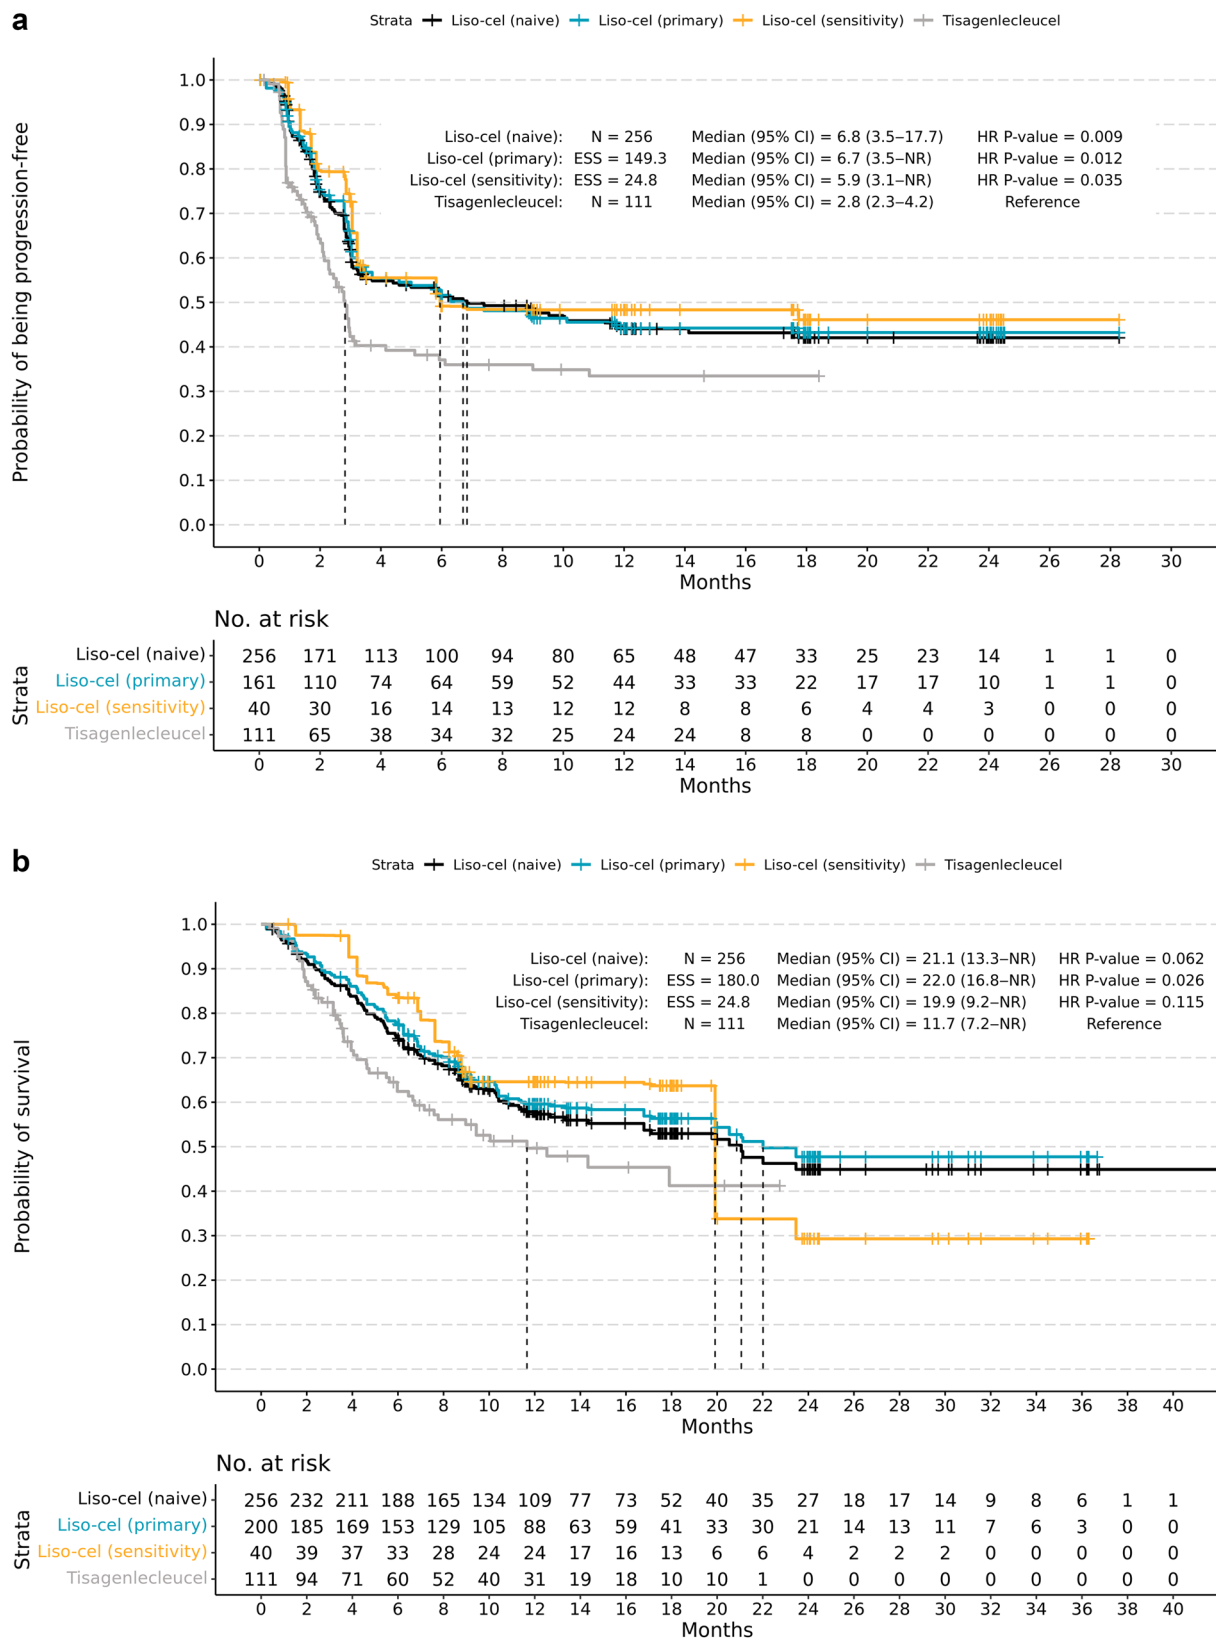 a
Strata Liso-cel (naive) Liso-cel (primary) Liso-cel (sensitivity) Tisagenlecleucel
Probability of being progression-free
1.0
0.9
0.8
0.7
0.6
0.5
0.4
0.3
0.2
0.1
0.0
Liso-cel (naive): N = 256 Median (95% CI) = 6.8 (3.5–17.7) HR P-value = 0.009
Liso-cel (primary): ESS = 149.3 Median (95% CI) = 6.7 (3.5–NR) HR P-value = 0.012
Liso-cel (sensitivity): ESS = 24.8 Median (95% CI) = 5.9 (3.1–NR) HR P-value = 0.035
Tisagenlecleucel: N = 111 Median (95% CI) = 2.8 (2.3–4.2) Reference
0 2 4 6 8 10 12 14 16 18 20 22 24 26 28 30
Months
No. at risk
Strata
Liso-cel (naive) 256 171 113 100 94 80 65 48 47 33 25 23 14 1 1 0
Liso-cel (primary) 161 110 74 64 59 52 44 33 33 22 17 17 10 1 1 0
Liso-cel (sensitivity) 40 30 16 14 13 12 12 8 8 6 4 4 3 0 0 0
Tisagenlecleucel 111 65 38 34 32 25 24 24 8 8 0 0 0 0 0 0
0 2 4 6 8 10 12 14 16 18 20 22 24 26 28 30
Months
b
Strata Liso-cel (naive) Liso-cel (primary) Liso-cel (sensitivity) Tisagenlecleucel
Probability of survival
1.0
0.9
0.8
0.7
0.6
0.5
0.4
0.3
0.2
0.1
0.0
Liso-cel (naive): N = 256 Median (95% CI) = 21.1 (13.3–NR) HR P-value = 0.062
Liso-cel (primary): ESS = 180.0 Median (95% CI) = 22.0 (16.8–NR) HR P-value = 0.026
Liso-cel (sensitivity): ESS = 24.8 Median (95% CI) = 19.9 (9.2–NR) HR P-value = 0.115
Tisagenlecleucel: N = 111 Median (95% CI) = 11.7 (7.2–NR) Reference
0 2 4 6 8 10 12 14 16 18 20 22 24 26 28 30 32 34 36 38 40
Months
No. at risk
Strata
Liso-cel (naive) 256 232 211 188 165 134 109 77 73 52 40 35 27 18 17 14 9 8 6 1 1
Liso-cel (primary) 200 185 169 153 129 105 88 63 59 41 33 30 21 14 13 11 7 6 3 0 0
Liso-cel (sensitivity) 40 39 37 33 28 24 24 17 16 13 6 6 4 2 2 2 0 0 0 0 0
Tisagenlecleucel 111 94 71 60 52 40 31 19 18 10 10 1 0 0 0 0 0 0 0 0 0
0 2 4 6 8 10 12 14 16 18 20 22 24 26 28 30 32 34 36 38 40
Months